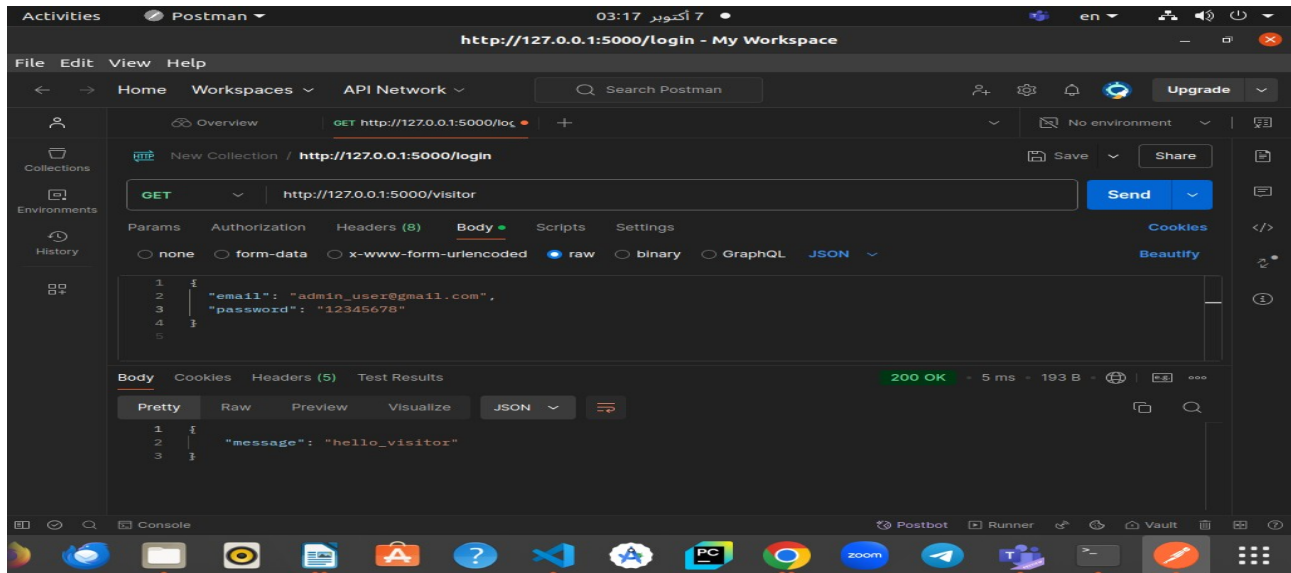 Activities Postman 7 أكتوبر 03:17 en
http://127.0.0.1:5000/login - My Workspace
File Edit View Help
Home Workspaces API Network Search Postman Upgrade
Overview GET http://127.0.0.1:5000/log No environment
Collections
New Collection / http://127.0.0.1:5000/login Save Share
GET http://127.0.0.1:5000/visitor Send
Environments
Params Authorization Headers (8) Body Scripts Settings Cookies
History
none form-data x-www-form-urlencoded raw binary GraphQL JSON Beautify
1 {
2 "email": "admin_user@gmail.com",
3 "password": "12345678"
4 }
5
Body Cookies Headers (5) Test Results 200 OK 5 ms 193 B e.g.
Pretty Raw Preview Visualize JSON
1 {
2 "message": "hello_visitor"
3 }
Console Postbot Runner Vault
PC zoom